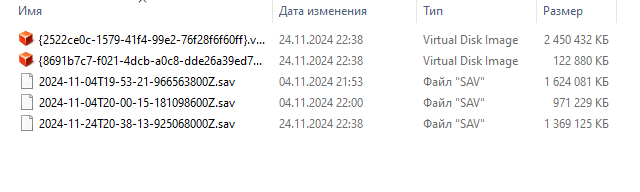 Имя Дата изменения Тип Размер
{2522ce0c-1579-41f4-99e2-76f28f6f60ff}.v... 24.11.2024 22:38 Virtual Disk Image 2 450 432 КБ
{8691b7c7-f021-4dcb-a0c8-dde26a39ed7... 24.11.2024 22:38 Virtual Disk Image 122 880 КБ
2024-11-04T19-53-21-966563800Z.sav 04.11.2024 21:53 Файл "SAV" 1 624 081 КБ
2024-11-04T20-00-15-181098600Z.sav 04.11.2024 22:00 Файл "SAV" 971 229 КБ
2024-11-24T20-38-13-925068000Z.sav 24.11.2024 22:38 Файл "SAV" 1 369 125 КБ